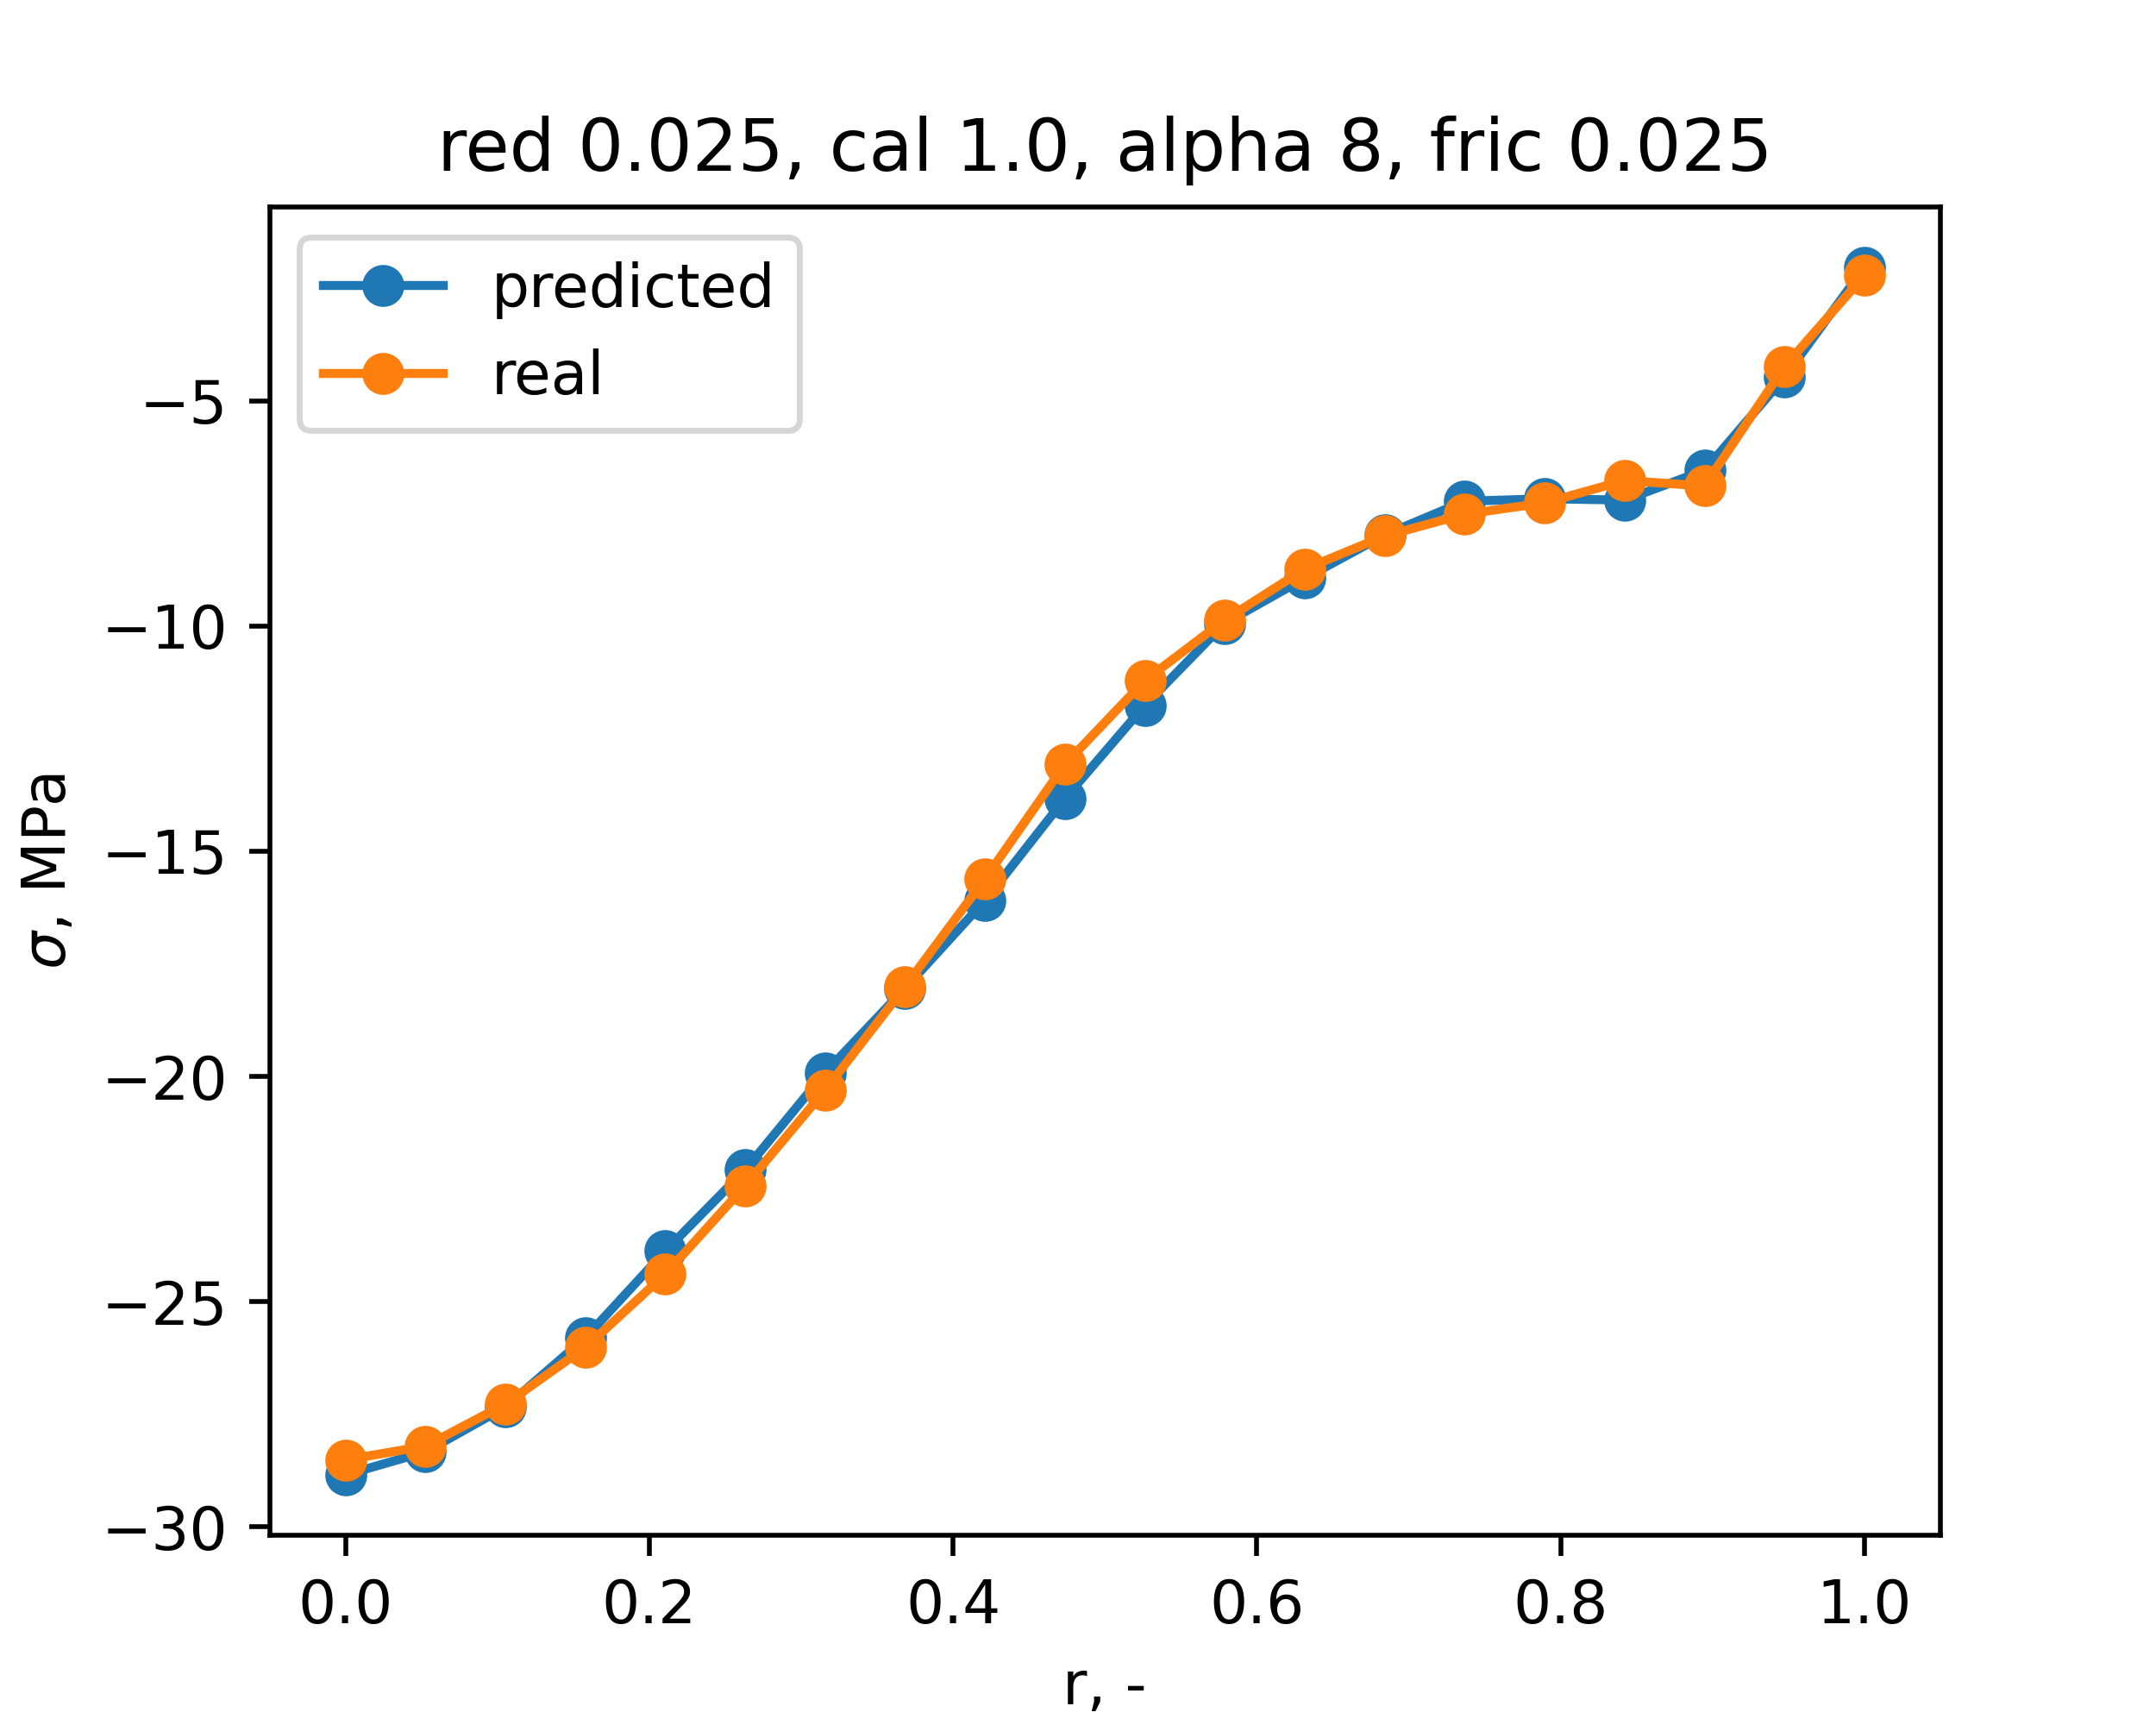 red 0.025, cal 1.0, alpha 8, fric 0.025
predicted
real
σ, MPa
−5
−10
−15
−20
−25
−30
0.0 0.2 0.4 0.6 0.8 1.0
r, -